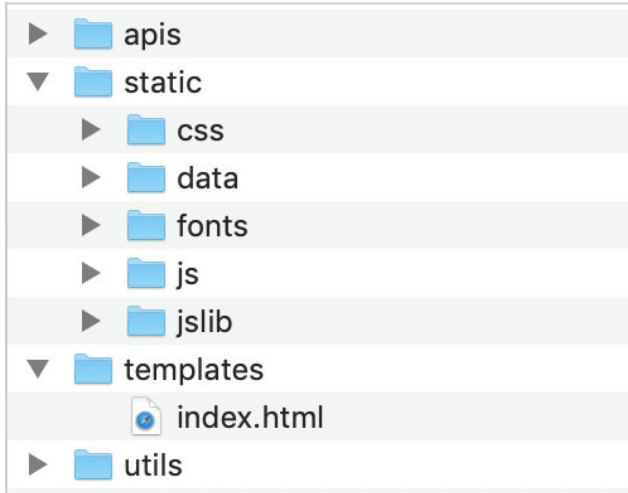 apis
static
css
data
fonts
js
jslib
templates
index.html
utils